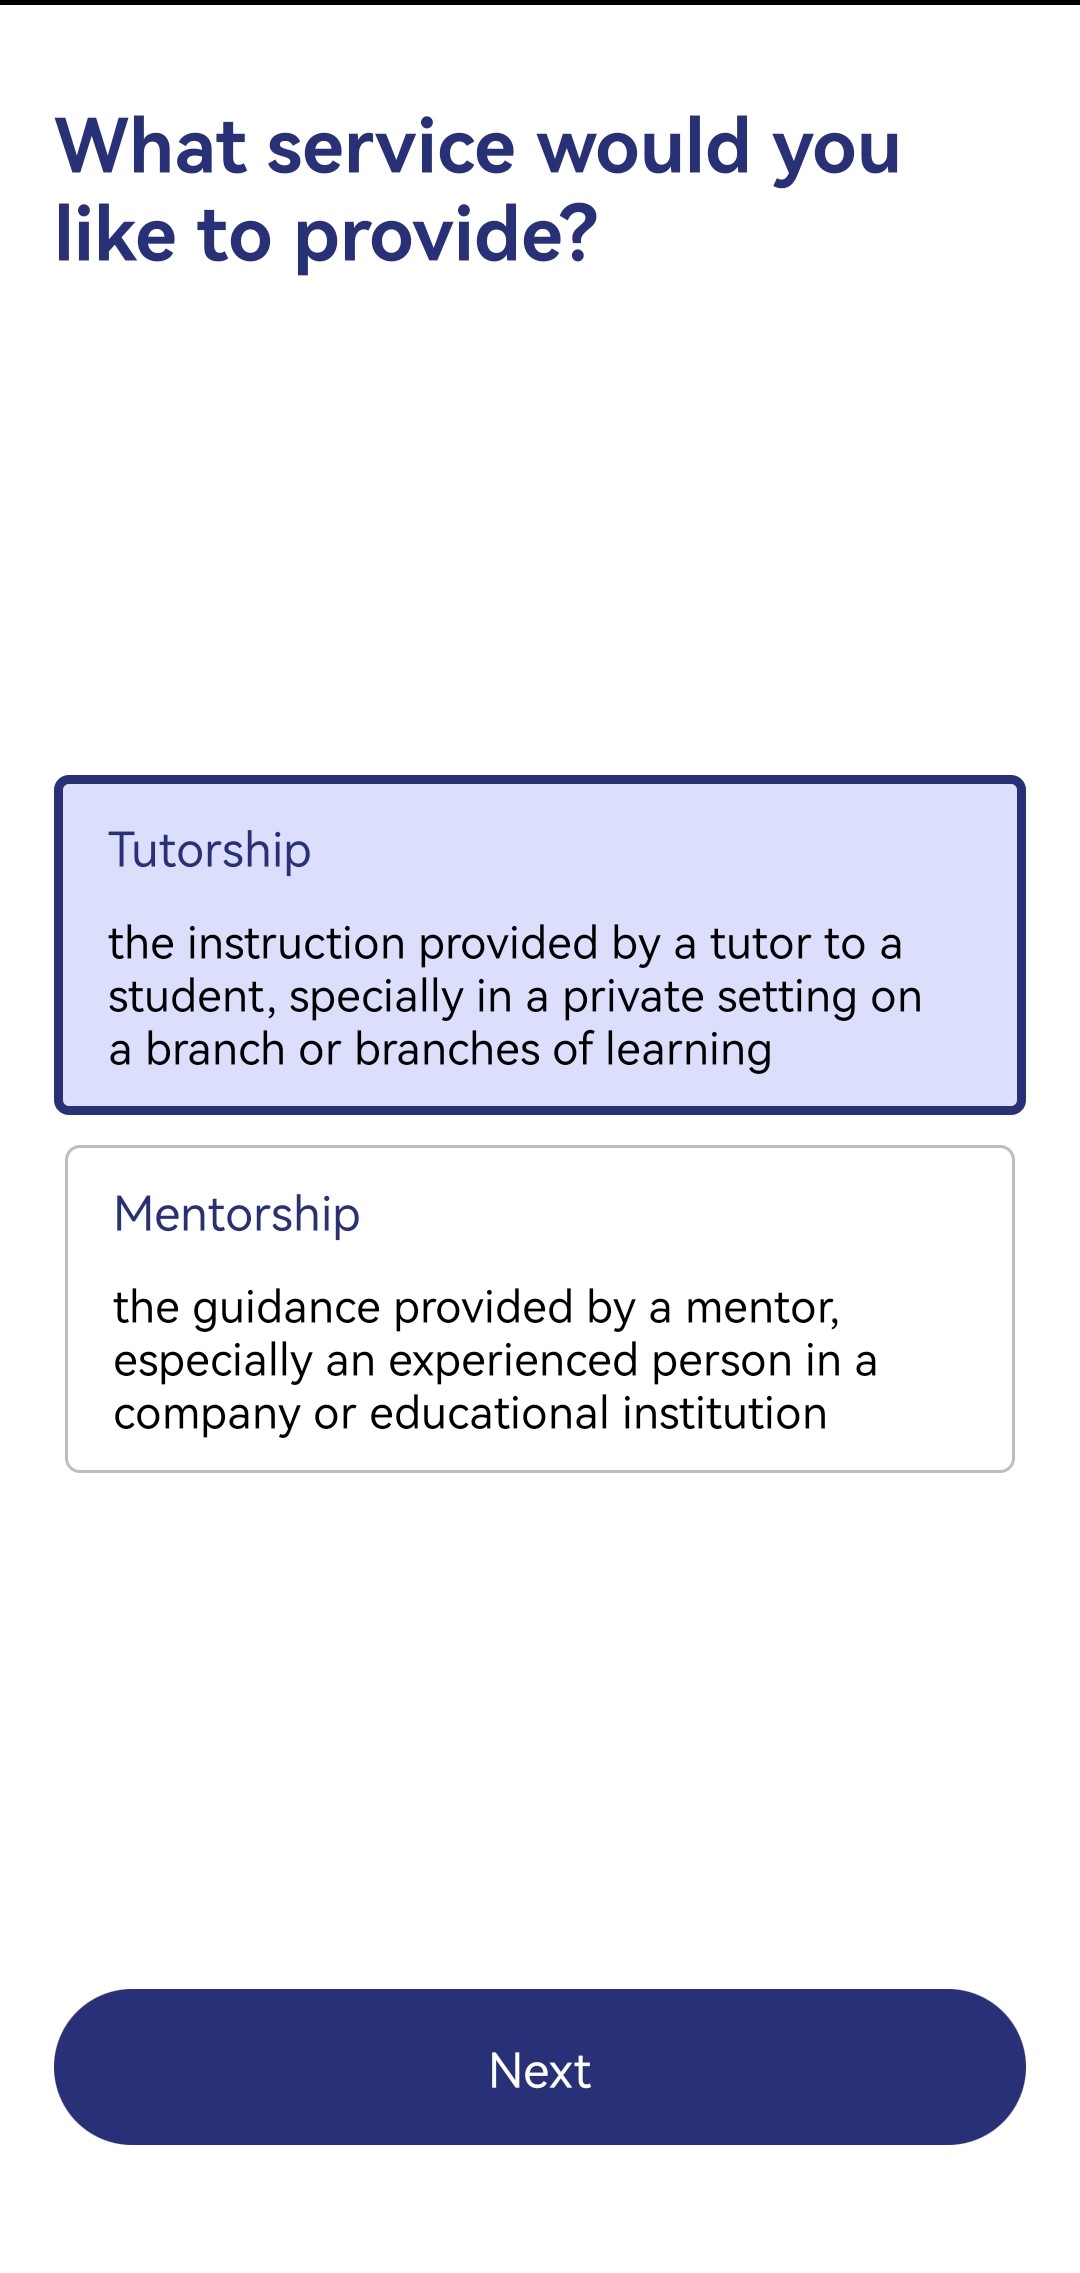 What service would you
like to provide?
Tutorship
the instruction provided by a tutor to a
student, specially in a private setting on
a branch or branches of learning
Mentorship
the guidance provided by a mentor,
especially an experienced person in a
company or educational institution
Next